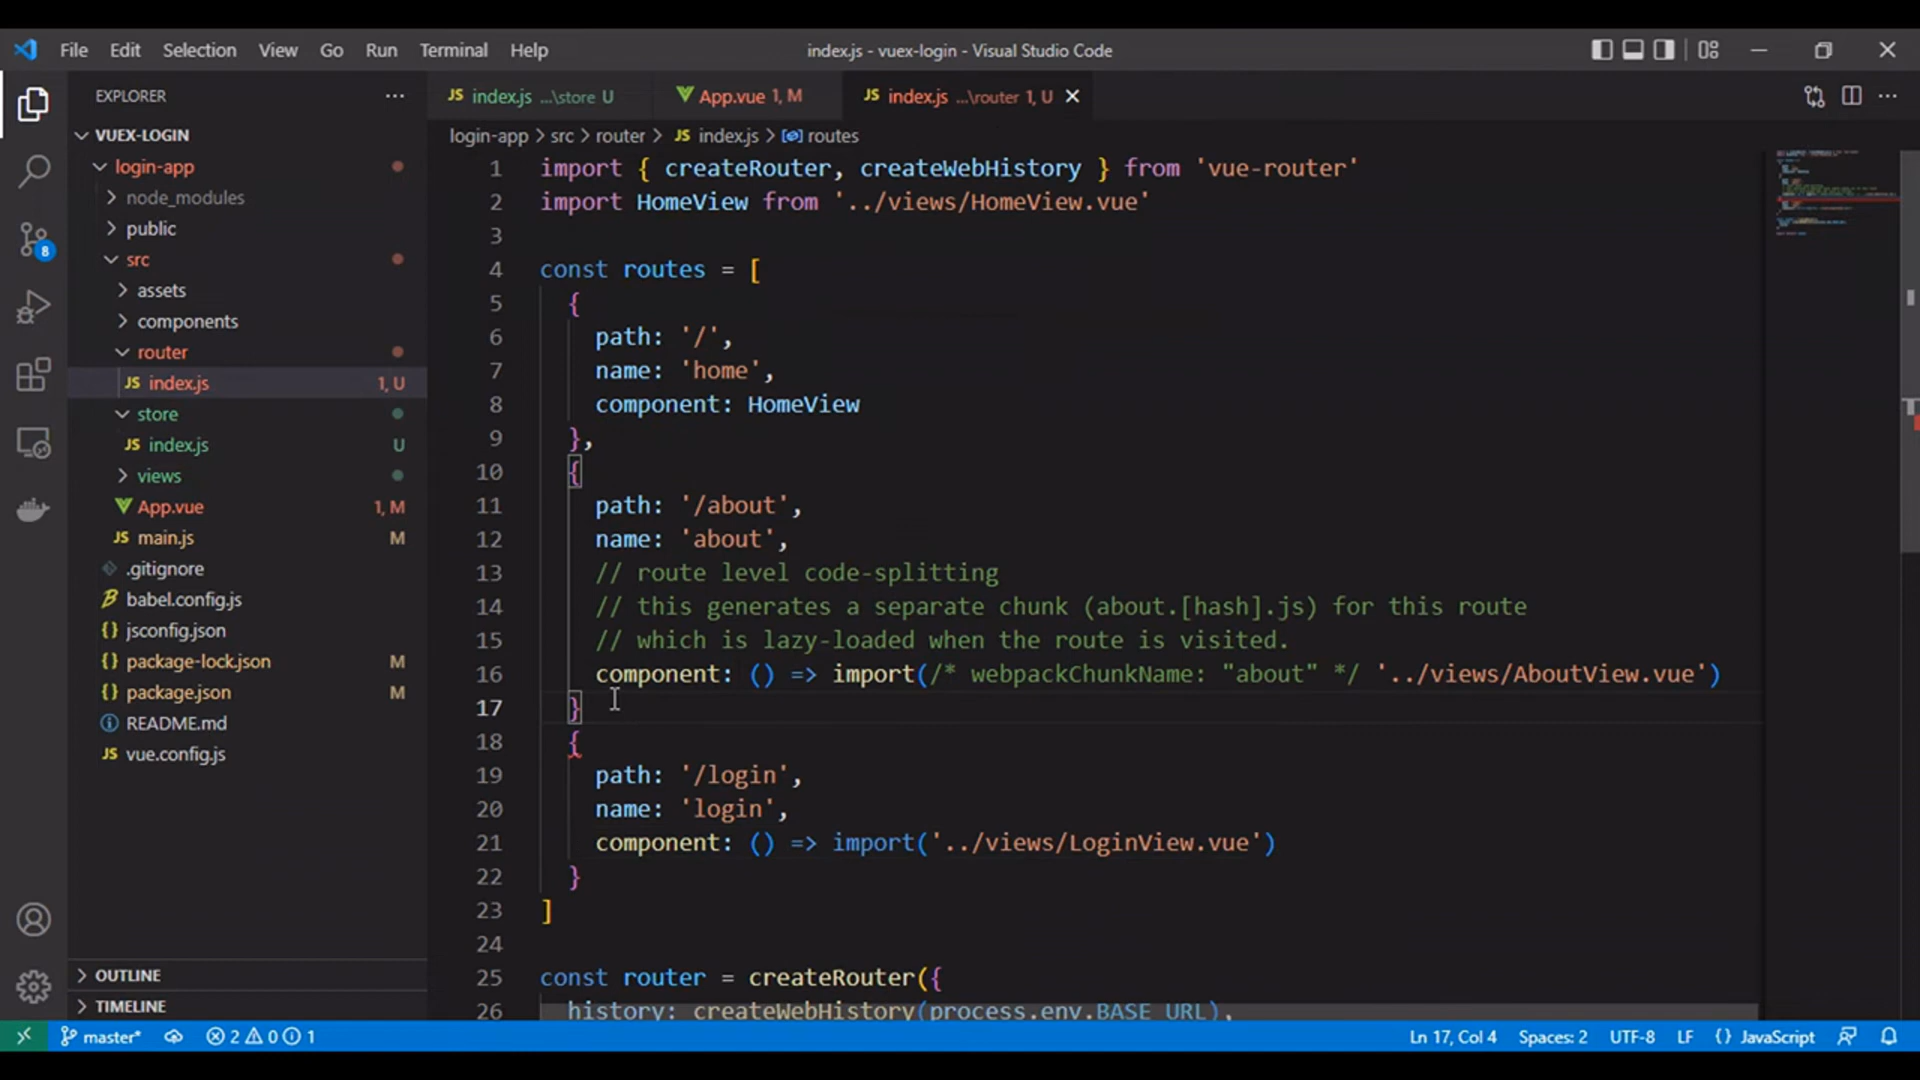 File Edit Selection View Go Run Terminal Help
index.js - vuex-login - Visual Studio Code
EXPLORER
VUEX-LOGIN
login-app
node_modules
public
src
assets
components
router
JS index.js 1, U
store
JS index.js U
views
App.vue 1, M
JS main.js M
.gitignore
babel.config.js
{} jsconfig.json
{} package-lock.json M
{} package.json M
README.md
JS vue.config.js
OUTLINE
TIMELINE
8
JS index.js ...\store U
App.vue 1, M
JS index.js ...\router 1, U
login-app > src > router > JS index.js > routes
1 import { createRouter, createWebHistory } from 'vue-router'
2 import HomeView from '../views/HomeView.vue'
3
4 const routes = [
5 {
6 path: '/',
7 name: 'home',
8 component: HomeView
9 },
10 {
11 path: '/about',
12 name: 'about',
13 // route level code-splitting
14 // this generates a separate chunk (about.[hash].js) for this route
15 // which is lazy-loaded when the route is visited.
16 component: () => import(/* webpackChunkName: "about" */ '../views/AboutView.vue')
17 }
18 {
19 path: '/login',
20 name: 'login',
21 component: () => import('../views/LoginView.vue')
22 }
23 ]
24
25 const router = createRouter({
26 history: createWebHistory(process.env.BASE_URL),
master* 2 0 1
Ln 17, Col 4 Spaces: 2 UTF-8 LF {} JavaScript